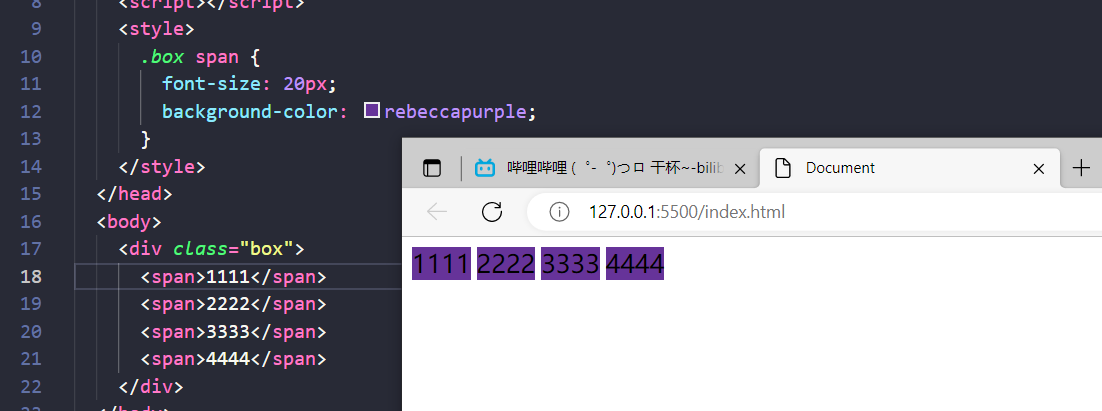 8 <script></script>
9 <style>
10 .box span {
11 font-size: 20px;
12 background-color: rebeccapurple;
13 }
14 </style>
15 </head>
16 <body>
17 <div class="box">
18 <span>1111</span>
19 <span>2222</span>
20 <span>3333</span>
21 <span>4444</span>
22 </div>
23 </body>
哔哩哔哩 (゜-゜)つロ 干杯~-bilib
Document
127.0.0.1:5500/index.html
1111 2222 3333 4444